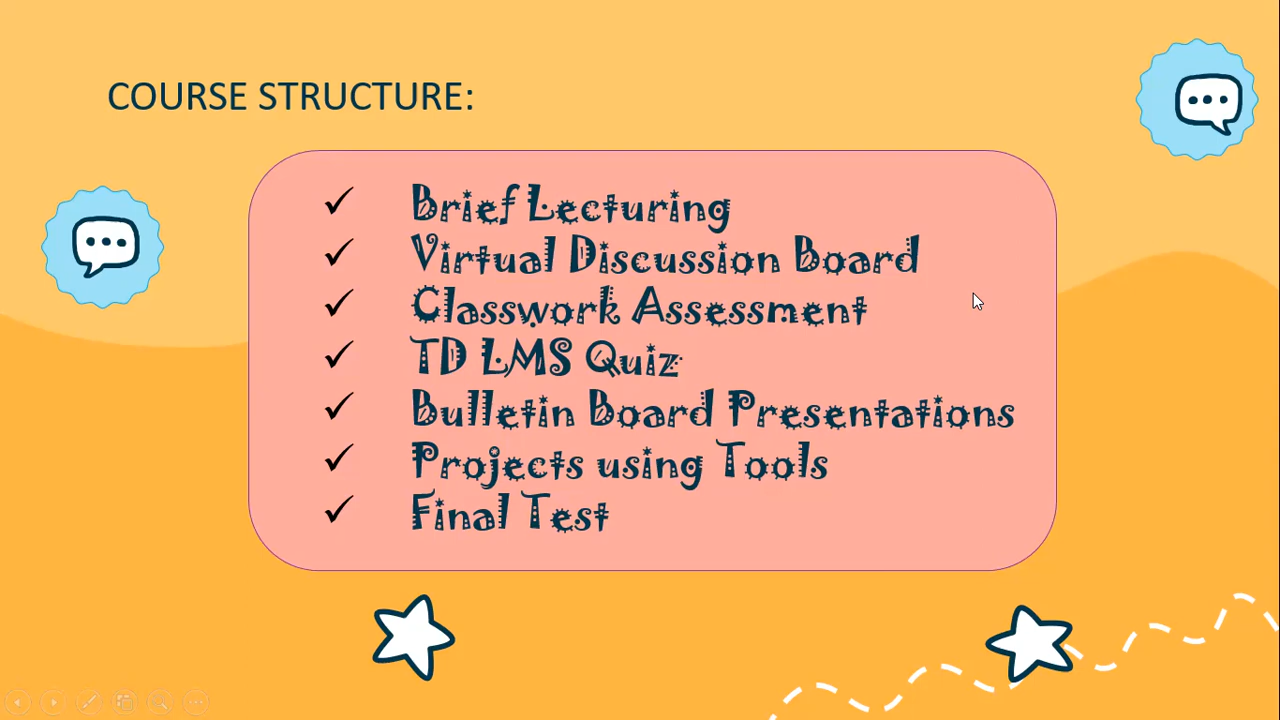 COURSE STRUCTURE:
✓ Brief Lecturing
✓ Virtual Discussion Board
✓ Classwork Assessment
✓ TD LMS Quiz
✓ Bulletin Board Presentations
✓ Projects using Tools
✓ Final Test